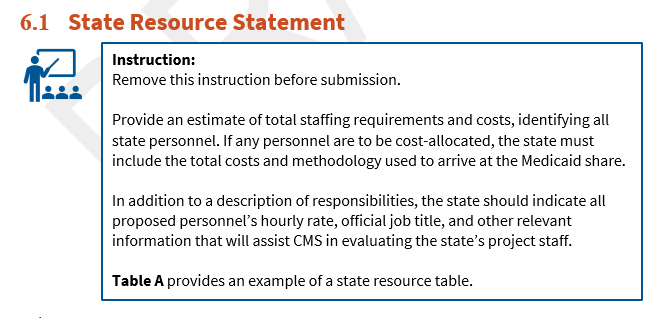 6.1 State Resource Statement
Instruction:
Remove this instruction before submission.
Provide an estimate of total staffing requirements and costs, identifying all
state personnel. If any personnel are to be cost-allocated, the state must
include the total costs and methodology used to arrive at the Medicaid share.
In addition to a description of responsibilities, the state should indicate all
proposed personnel’s hourly rate, official job title, and other relevant
information that will assist CMS in evaluating the state’s project staff.
Table A provides an example of a state resource table.